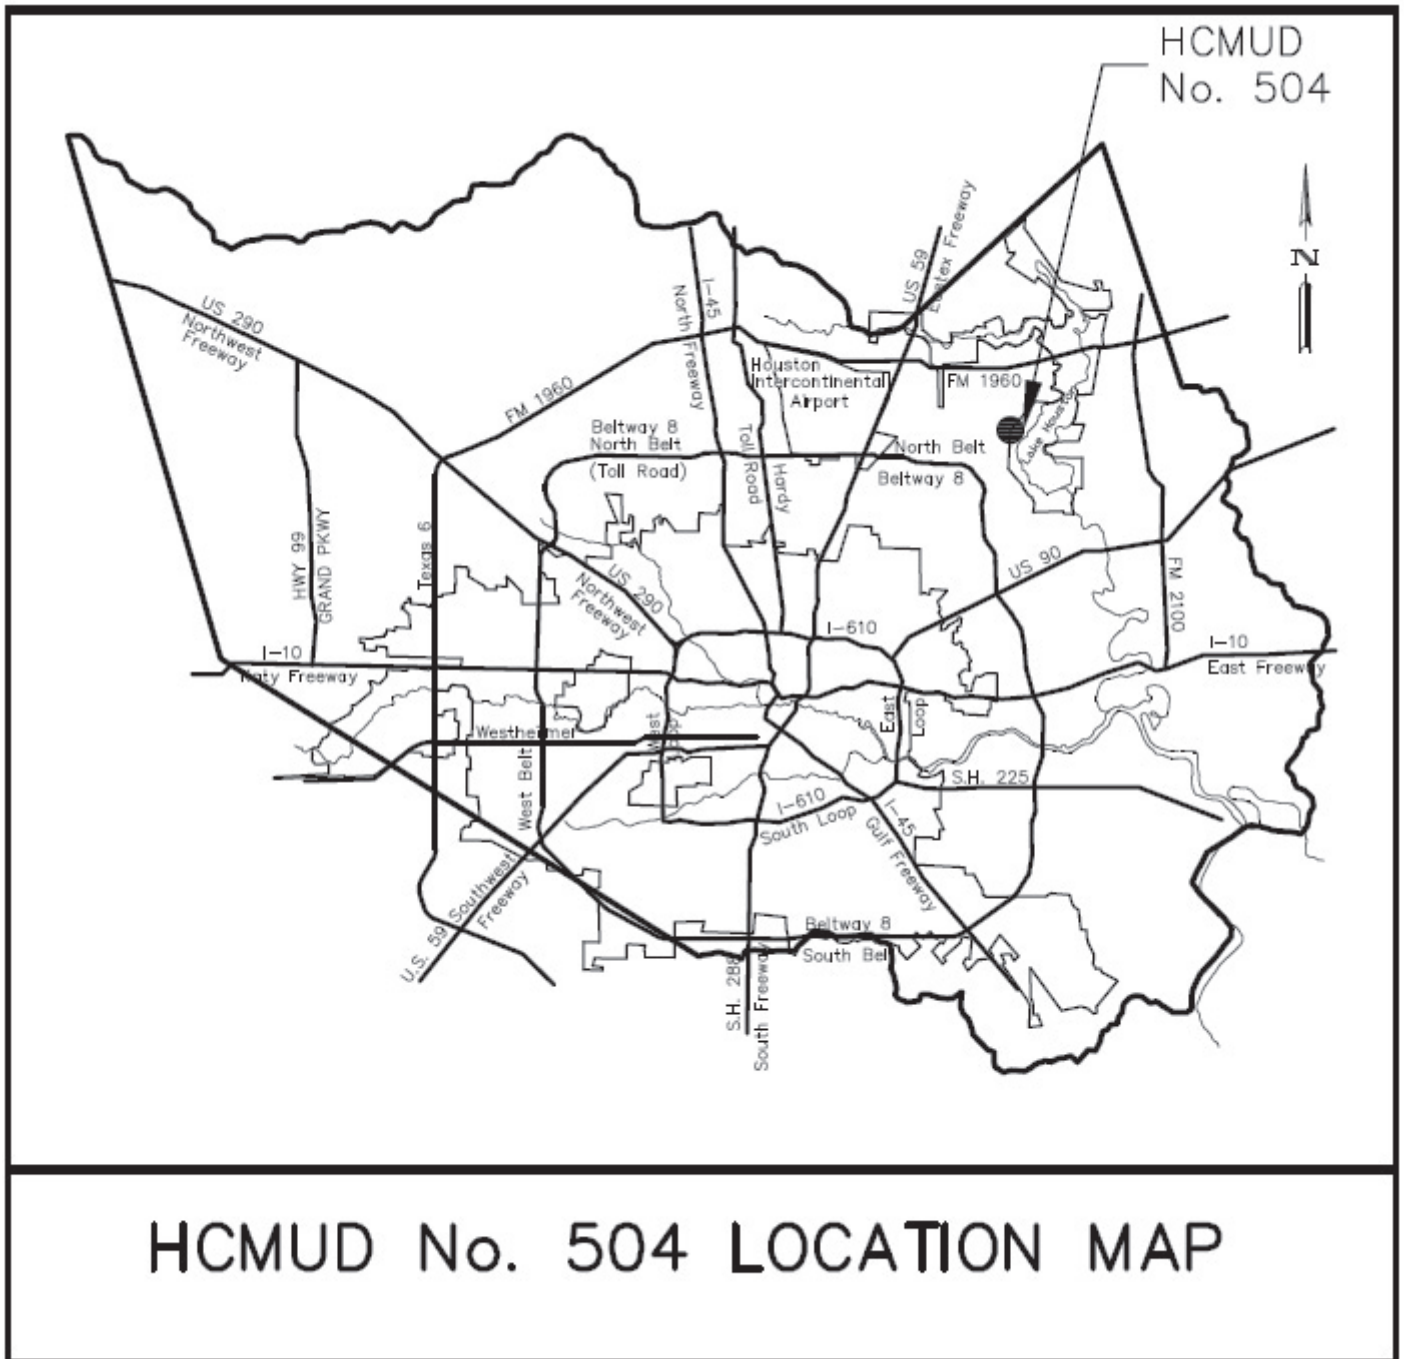 HCMUD
No. 504
N
US 59
Eastex Freeway
I-45
North Freeway
US 290
Northwest
Freeway
FM 1960
Houston
Intercontinental
Airport
FM 1960
Lake Houston
Beltway 8
North Belt
(Toll Road)
Toll Road
Hardy
North Belt
Beltway 8
HWY 99
GRAND PKWY
Texas 6
US 290
Northwest
Freeway
US 90
FM 2100
I-610
I-10
Katy Freeway
I-10
East Freeway
Westheimer
West Belt
West
Loop
East
Loop
S.H. 225
I-610
South Loop
I-45
Gulf Freeway
U.S. 59 Southwest
Freeway
Beltway 8
South Belt
S.H. 288
South Freeway
HCMUD No. 504 LOCATION MAP